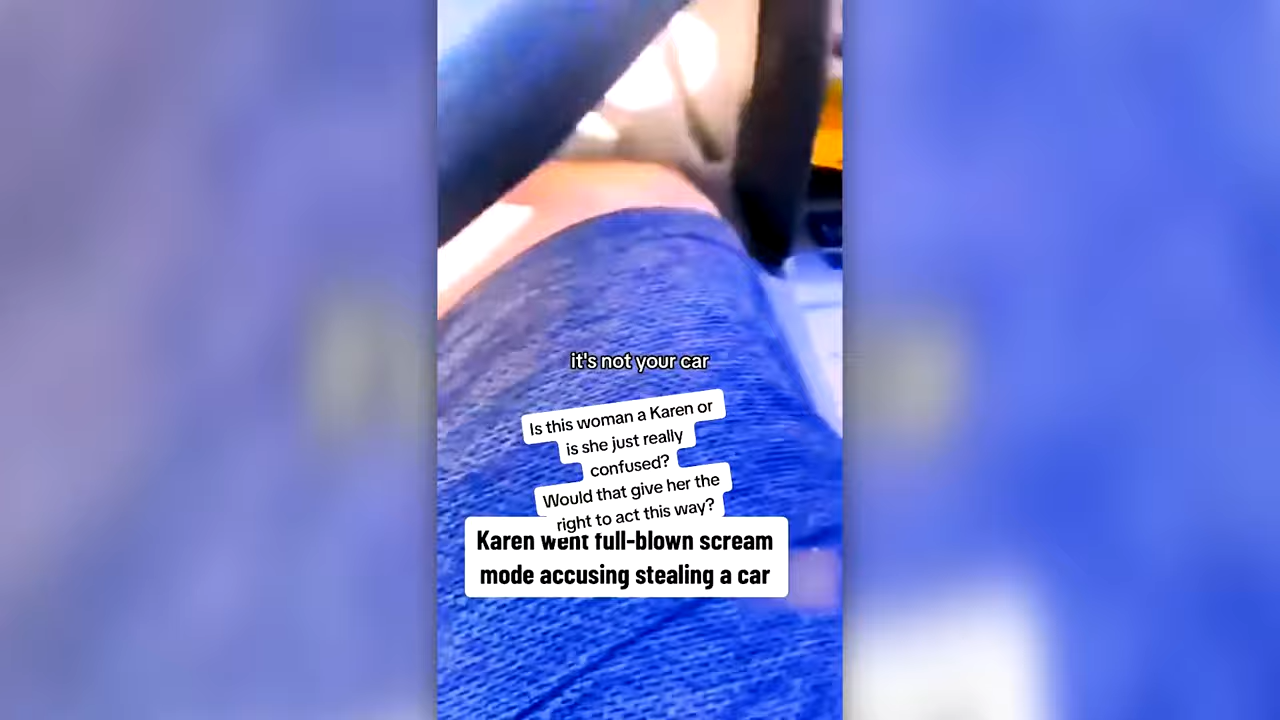 it's not your car
Is this woman a Karen or
is she just really
confused?
Would that give her the
right to act this way?
Karen went full-blown scream
mode accusing stealing a car